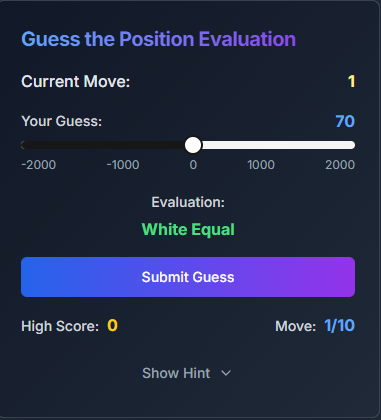 Guess the Position Evaluation
Current Move: 1
Your Guess: 70
-2000 -1000 0 1000 2000
Evaluation:
White Equal
Submit Guess
High Score: 0 Move: 1/10
Show Hint